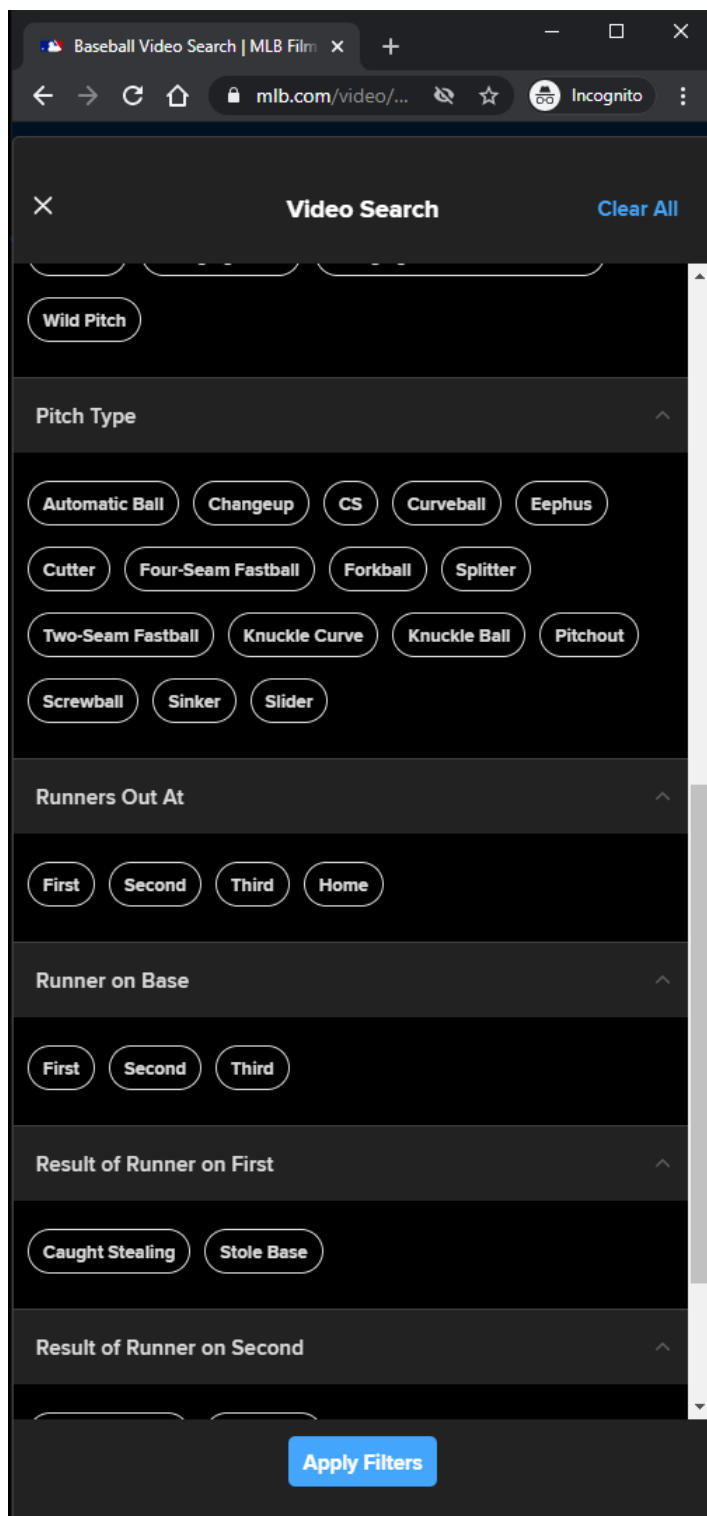 Baseball Video Search | MLB Film
mlb.com/video/... Incognito
Video Search Clear All
Wild Pitch
Pitch Type
Automatic Ball Changeup CS Curveball Eephus
Cutter Four-Seam Fastball Forkball Splitter
Two-Seam Fastball Knuckle Curve Knuckle Ball Pitchout
Screwball Sinker Slider
Runners Out At
First Second Third Home
Runner on Base
First Second Third
Result of Runner on First
Caught Stealing Stole Base
Result of Runner on Second
Apply Filters